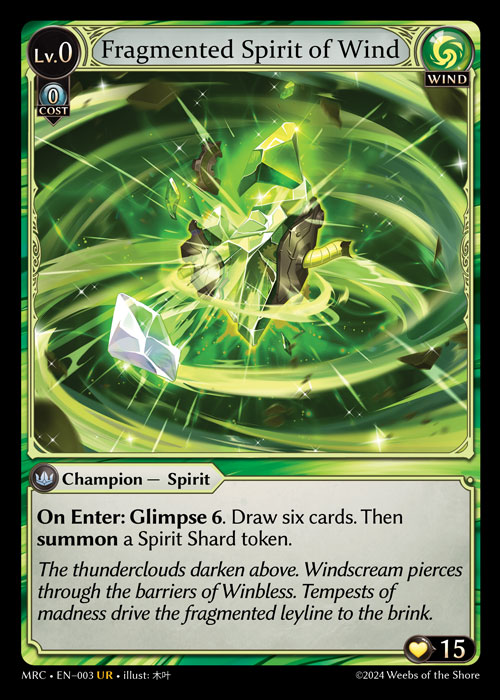 Lv.0
Fragmented Spirit of Wind
WIND
0
COST
Champion — Spirit
On Enter: Glimpse 6. Draw six cards. Then
summon a Spirit Shard token.
The thunderclouds darken above. Windscream pierces
through the barriers of Winbless. Tempests of
madness drive the fragmented leyline to the brink.
15
MRC • EN–003 UR • illust: 木叶
©2024 Weebs of the Shore